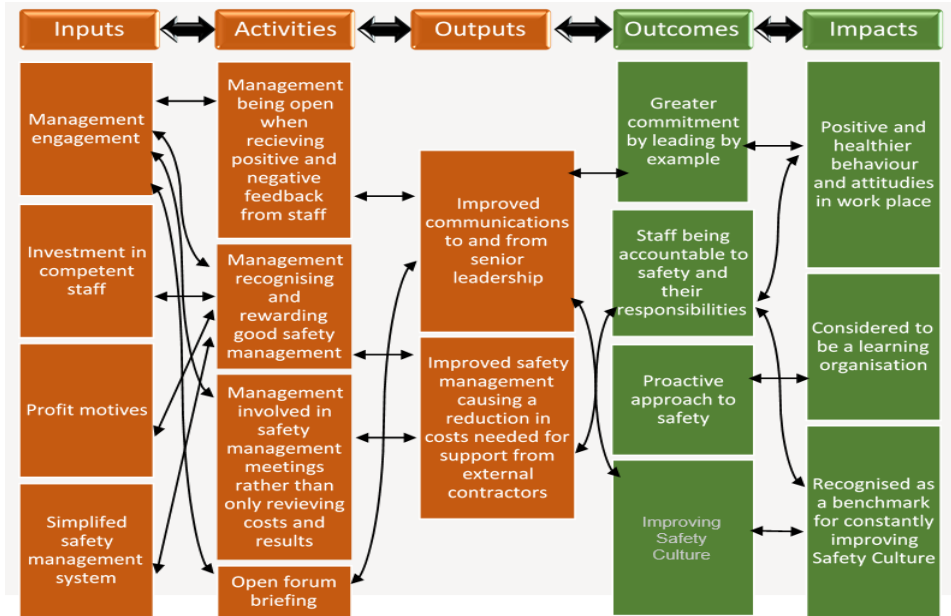 Inputs
Activities
Outputs
Outcomes
Impacts
Management
engagement
Investment in
competent
staff
Profit motives
Simplifed
safety
management
system
Management
being open
when
recieving
positive and
negative
feedback
from staff
Management
recognising
and
rewarding
good safety
management
Management
involved in
safety
management
meetings
rather than
only revieving
costs and
results
Open forum
briefing
Improved
communications
to and from
senior
leadership
Improved safety
management
causing a
reduction in
costs needed for
support from
external
contractors
Greater
commitment
by leading by
example
Staff being
accountable to
safety and
their
responsibilities
Proactive
approach to
safety
Improving
Safety
Culture
Positive and
healthier
behaviour
and attitudies
in work place
Considered to
be a learning
organisation
Recognised as
a benchmark
for constantly
improving
Safety Culture